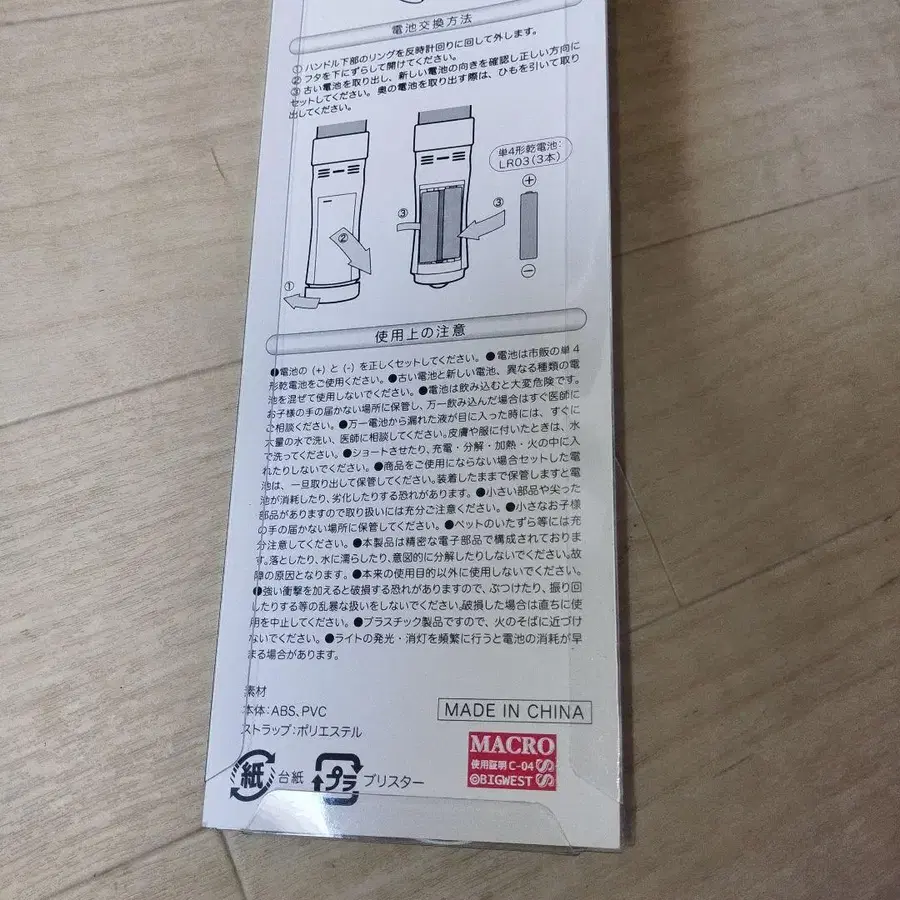 電池交換方法
① ハンドル下部のリングを反時計回りに回して外します。
② フタを下にずらして開けてください。
③ 古い電池を取り出し、新しい電池の向きを確認し正しい方向に
セットしてください。奥の電池を取り出す際は、ひもを引いて取り
出してください。
単4形乾電池:
LR03(3本)
③
③
②
①
使用上の注意
●電池の (+) と (-) を正しくセットしてください。●電池は市販の単4
形乾電池をご使用ください。●古い電池と新しい電池、異なる種類の電
池を混ぜて使用しないでください。●電池は飲み込むと大変危険です。
お子様の手の届かない場所に保管し、万一飲み込んだ場合はすぐ医師に
ご相談ください。●万一電池から漏れた液が目に入った時には、すぐに
大量の水で洗い、医師に相談してください。皮膚や服に付いたときは、水
で洗ってください。●ショートさせたり、充電・分解・加熱・火の中に入
れたりしないでください。●商品をご使用にならない場合セットした電
池は、一旦取り出して保管してください。装着したままで保管しますと電
池が消耗したり、劣化したりする恐れがあります。●小さい部品や尖った
部品がありますので取り扱いには充分ご注意ください。●小さなお子様
の手の届かない場所に保管してください。●ペットのいたずら等には充
分注意してください。●本製品は精密な電子部品で構成されておりま
す。落としたり、水に濡らしたり、意図的に分解したりしないでください。故
障の原因となります。●本来の使用目的以外に使用しないでください。
●強い衝撃を加えると破損する恐れがありますので、ぶつけたり、振り回
したりする等の乱暴な扱いをしないでください。破損した場合は直ちに使
用を中止してください。●プラスチック製品ですので、火のそばに近づけ
ないでください。●ライトの発光・消灯を頻繁に行うと電池の消耗が早
まる場合があります。
素材
本体:ABS、PVC
ストラップ:ポリエステル
MADE IN CHINA
紙 台紙 プラ ブリスター
MACRO
使用証明 C-04
©BIGWEST